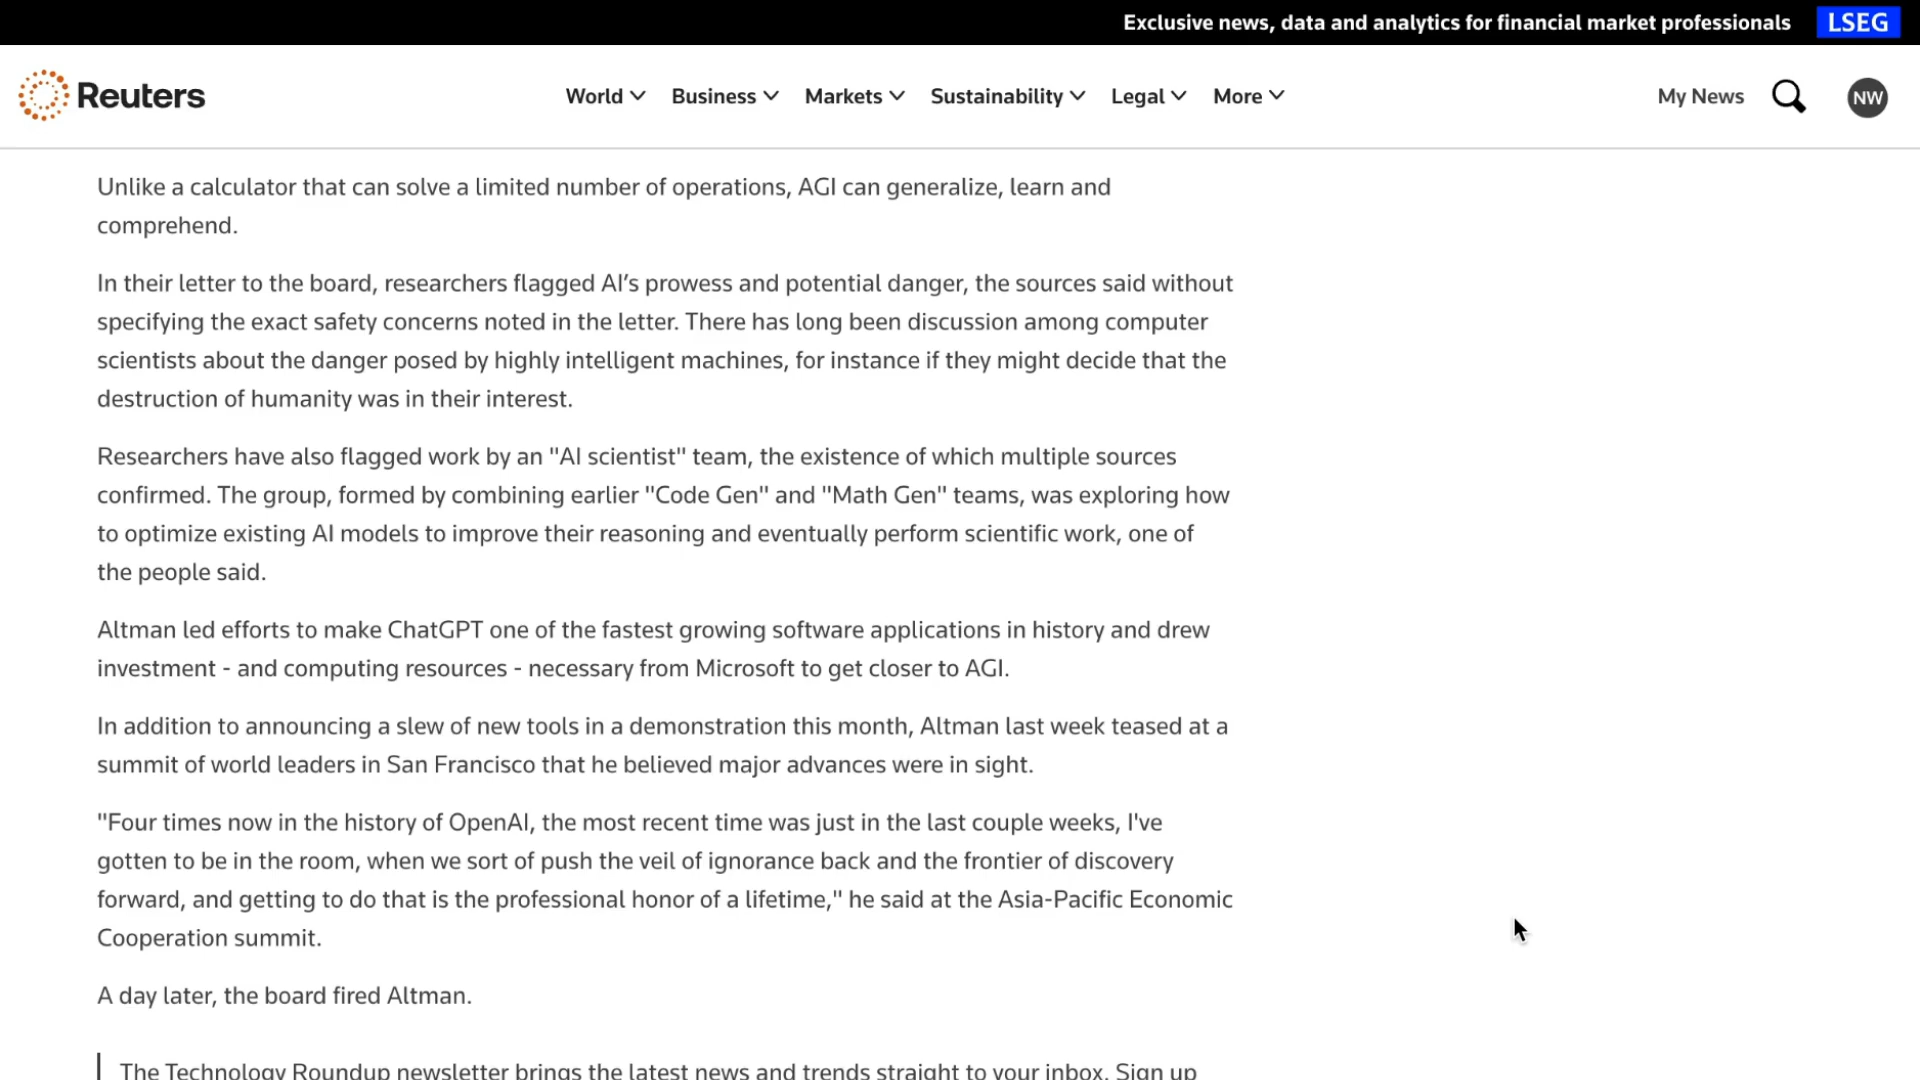 Exclusive news, data and analytics for financial market professionals LSEG
Reuters World Business Markets Sustainability Legal More My News NW
Unlike a calculator that can solve a limited number of operations, AGI can generalize, learn and
comprehend.
In their letter to the board, researchers flagged AI’s prowess and potential danger, the sources said without
specifying the exact safety concerns noted in the letter. There has long been discussion among computer
scientists about the danger posed by highly intelligent machines, for instance if they might decide that the
destruction of humanity was in their interest.
Researchers have also flagged work by an "AI scientist" team, the existence of which multiple sources
confirmed. The group, formed by combining earlier "Code Gen" and "Math Gen" teams, was exploring how
to optimize existing AI models to improve their reasoning and eventually perform scientific work, one of
the people said.
Altman led efforts to make ChatGPT one of the fastest growing software applications in history and drew
investment - and computing resources - necessary from Microsoft to get closer to AGI.
In addition to announcing a slew of new tools in a demonstration this month, Altman last week teased at a
summit of world leaders in San Francisco that he believed major advances were in sight.
"Four times now in the history of OpenAI, the most recent time was just in the last couple weeks, I've
gotten to be in the room, when we sort of push the veil of ignorance back and the frontier of discovery
forward, and getting to do that is the professional honor of a lifetime," he said at the Asia-Pacific Economic
Cooperation summit.
A day later, the board fired Altman.
The Technology Roundup newsletter brings the latest news and trends straight to your inbox. Sign up